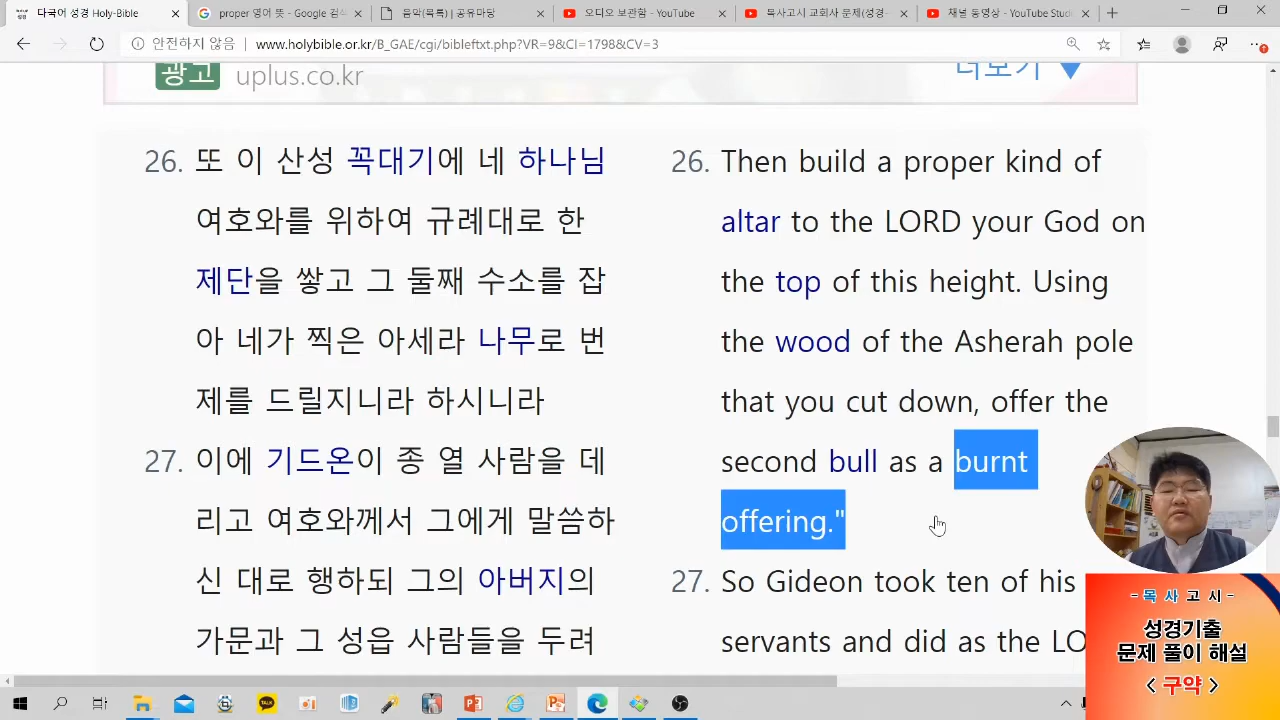 다국어 성경 Holy-Bible
proper 영어 뜻 - Google 검색
음악(목록) | 공유마당
오디오 보관함 - YouTube
목사고시 교회사 문제(성경-
채널 동영상 - YouTube Stud
안전하지 않음
www.holybible.or.kr/B_GAE/cgi/bibleftxt.php?VR=9&CI=1798&CV=3
광고 uplus.co.kr
더보기
26. 또 이 산성 꼭대기에 네 하나님
여호와를 위하여 규례대로 한
제단을 쌓고 그 둘째 수소를 잡
아 네가 찍은 아세라 나무로 번
제를 드릴지니라 하시니라
27. 이에 기드온이 종 열 사람을 데
리고 여호와께서 그에게 말씀하
신 대로 행하되 그의 아버지의
가문과 그 성읍 사람들을 두려
26. Then build a proper kind of
altar to the LORD your God on
the top of this height. Using
the wood of the Asherah pole
that you cut down, offer the
second bull as a burnt
offering."
27. So Gideon took ten of his
servants and did as the LO
- 목 사 고 시 -
성경기출
문제 풀이 해설
< 구약 >